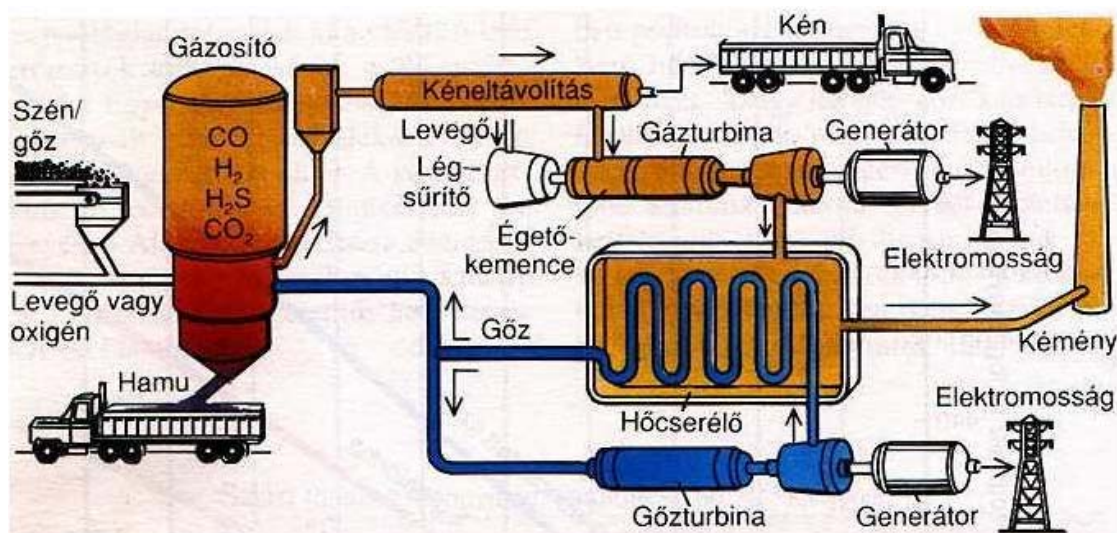 Gázosító
Kén
Szén/
gőz
CO
H₂
H₂S
CO₂
Kéneltávolítás
Levegő
Lég-
sűrítő
Gázturbina
Generátor
Égető-
kemence
Elektromosság
Levegő vagy
oxigén
Gőz
Kémény
Hamu
Hőcserélő
Elektromosság
Gőzturbina
Generátor